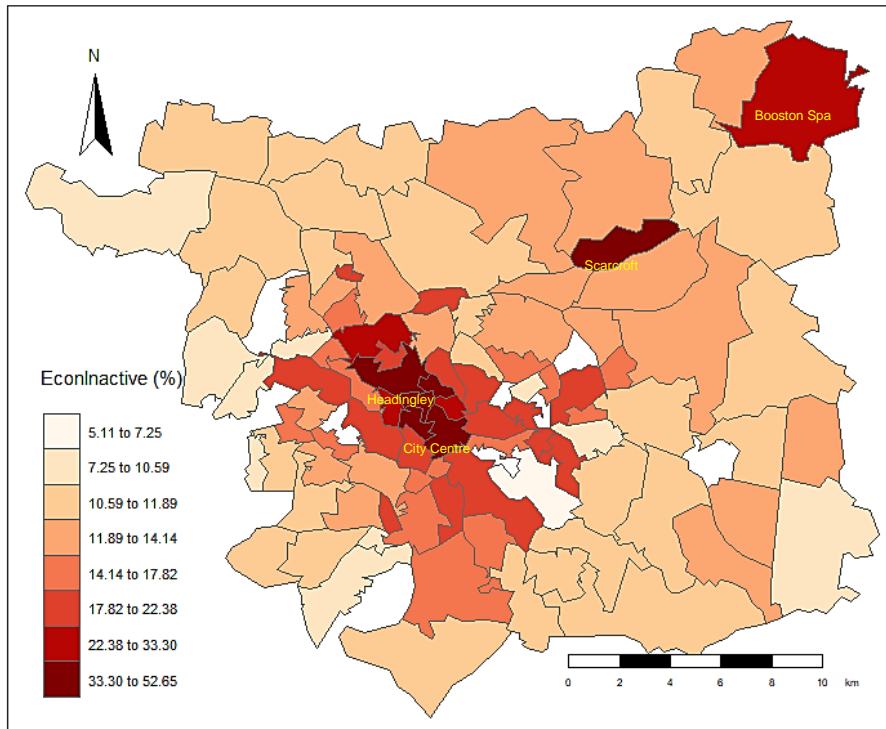 N
Booston Spa
Scarcroft
EconInactive (%)
Headingley
5.11 to 7.25
City Centre
7.25 to 10.59
10.59 to 11.89
11.89 to 14.14
14.14 to 17.82
17.82 to 22.38
22.38 to 33.30
33.30 to 52.65
0 2 4 6 8 10 km